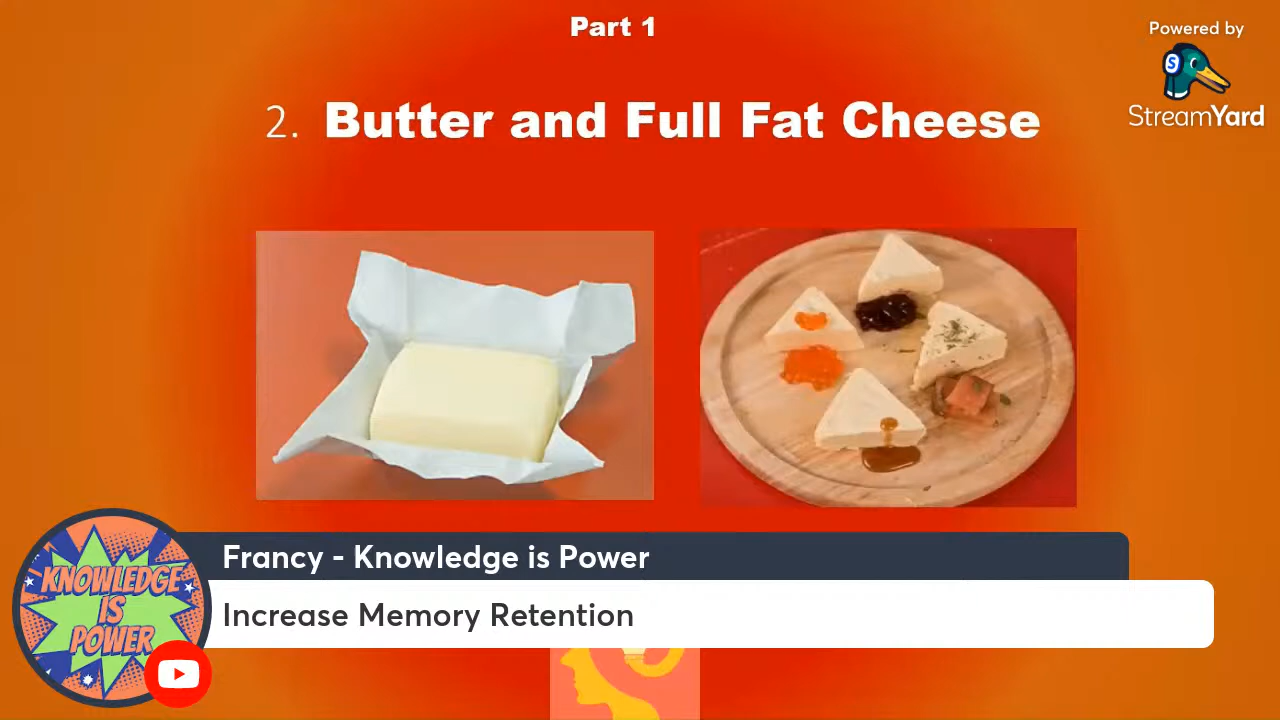 Part 1
Powered by
S
StreamYard
2. Butter and Full Fat Cheese
KNOWLEDGE
IS
POWER
Francy - Knowledge is Power
Increase Memory Retention